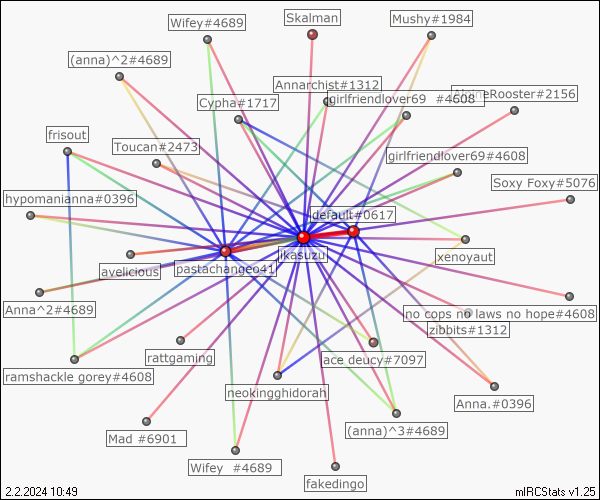 Skalman
Wifey#4689
Mushy#1984
(anna)^2#4689
Annarchist#1312
AlpineRooster#2156
Cypha#1717
girlfriendlover69 #4608
frisout
Toucan#2473
girlfriendlover69#4608
Soxy Foxy#5076
hypomanianna#0396
default#0617
jikasuzu
xenoyaut
pastachangeo41
avelicious
Anna^2#4689
no cops no laws no hope#4608
zibbits#1312
rattgaming
ace deucy#7097
ramshackle gorey#4608
neokingghidorah
Anna.#0396
(anna)^3#4689
Mad #6901
Wifey #4689
fakedingo
2.2.2024 10:49
mIRCStats v1.25